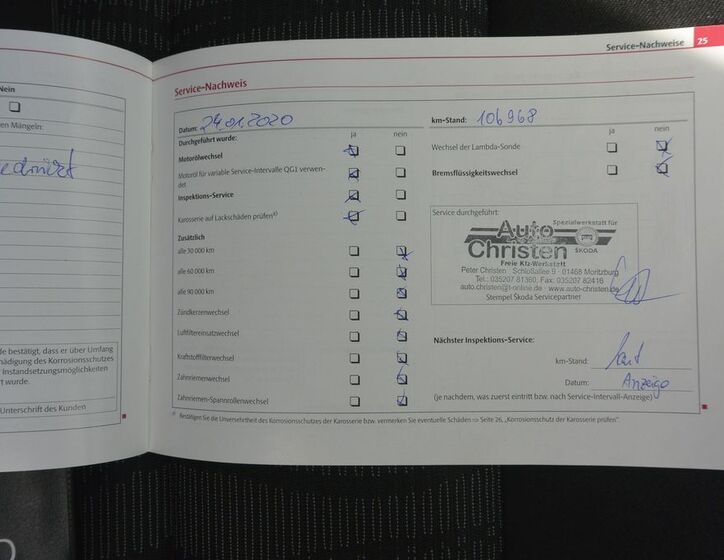 Service-Nachweise 25
Nein
en Mängeln:
Service-Nachweis
Datum: 24.01.2020
km-Stand: 106968
Durchgeführt wurde: ja nein
ja nein
Motorölwechsel
Wechsel der Lambda-Sonde
Motoröl für variable Service-Intervalle QG1 verwen-
det
Bremsflüssigkeitswechsel
Inspektions-Service
Karosserie auf Lackschäden prüfen⁴⁾
Zusätzlich
alle 30 000 km
alle 60 000 km
alle 90 000 km
Zündkerzenwechsel
Luftfiltereinsatzwechsel
Kraftstofffilterwechsel
Zahnriemenwechsel
Zahnriemen-Spannrollenwechsel
Service durchgeführt:
Spezialwerkstatt für
Auto
Christen
ŠKODA
Freie Kfz-Werkstatt
Peter Christen · Schloßallee 9 · 01468 Moritzburg
Tel.: 035207 81360, Fax: 035207 82416
auto.christen@t-online.de · www.auto-christen.de
Stempel Škoda Servicepartner
Nächster Inspektions-Service:
km-Stand: laut
Datum: Anzeige
(je nachdem, was zuerst eintritt bzw. nach Service-Intervall-Anzeige)
⁴⁾ Bestätigen Sie die Unversehrtheit des Korrosionsschutzes der Karosserie bzw. vermerken Sie eventuelle Schäden ⇒ Seite 26, „Korrosionsschutz der Karosserie prüfen“.
de bestätigt, dass er über Umfang
hädigung des Korrosionsschutzes
Instandsetzungsmöglichkeiten
rt wurde.
Unterschrift des Kunden